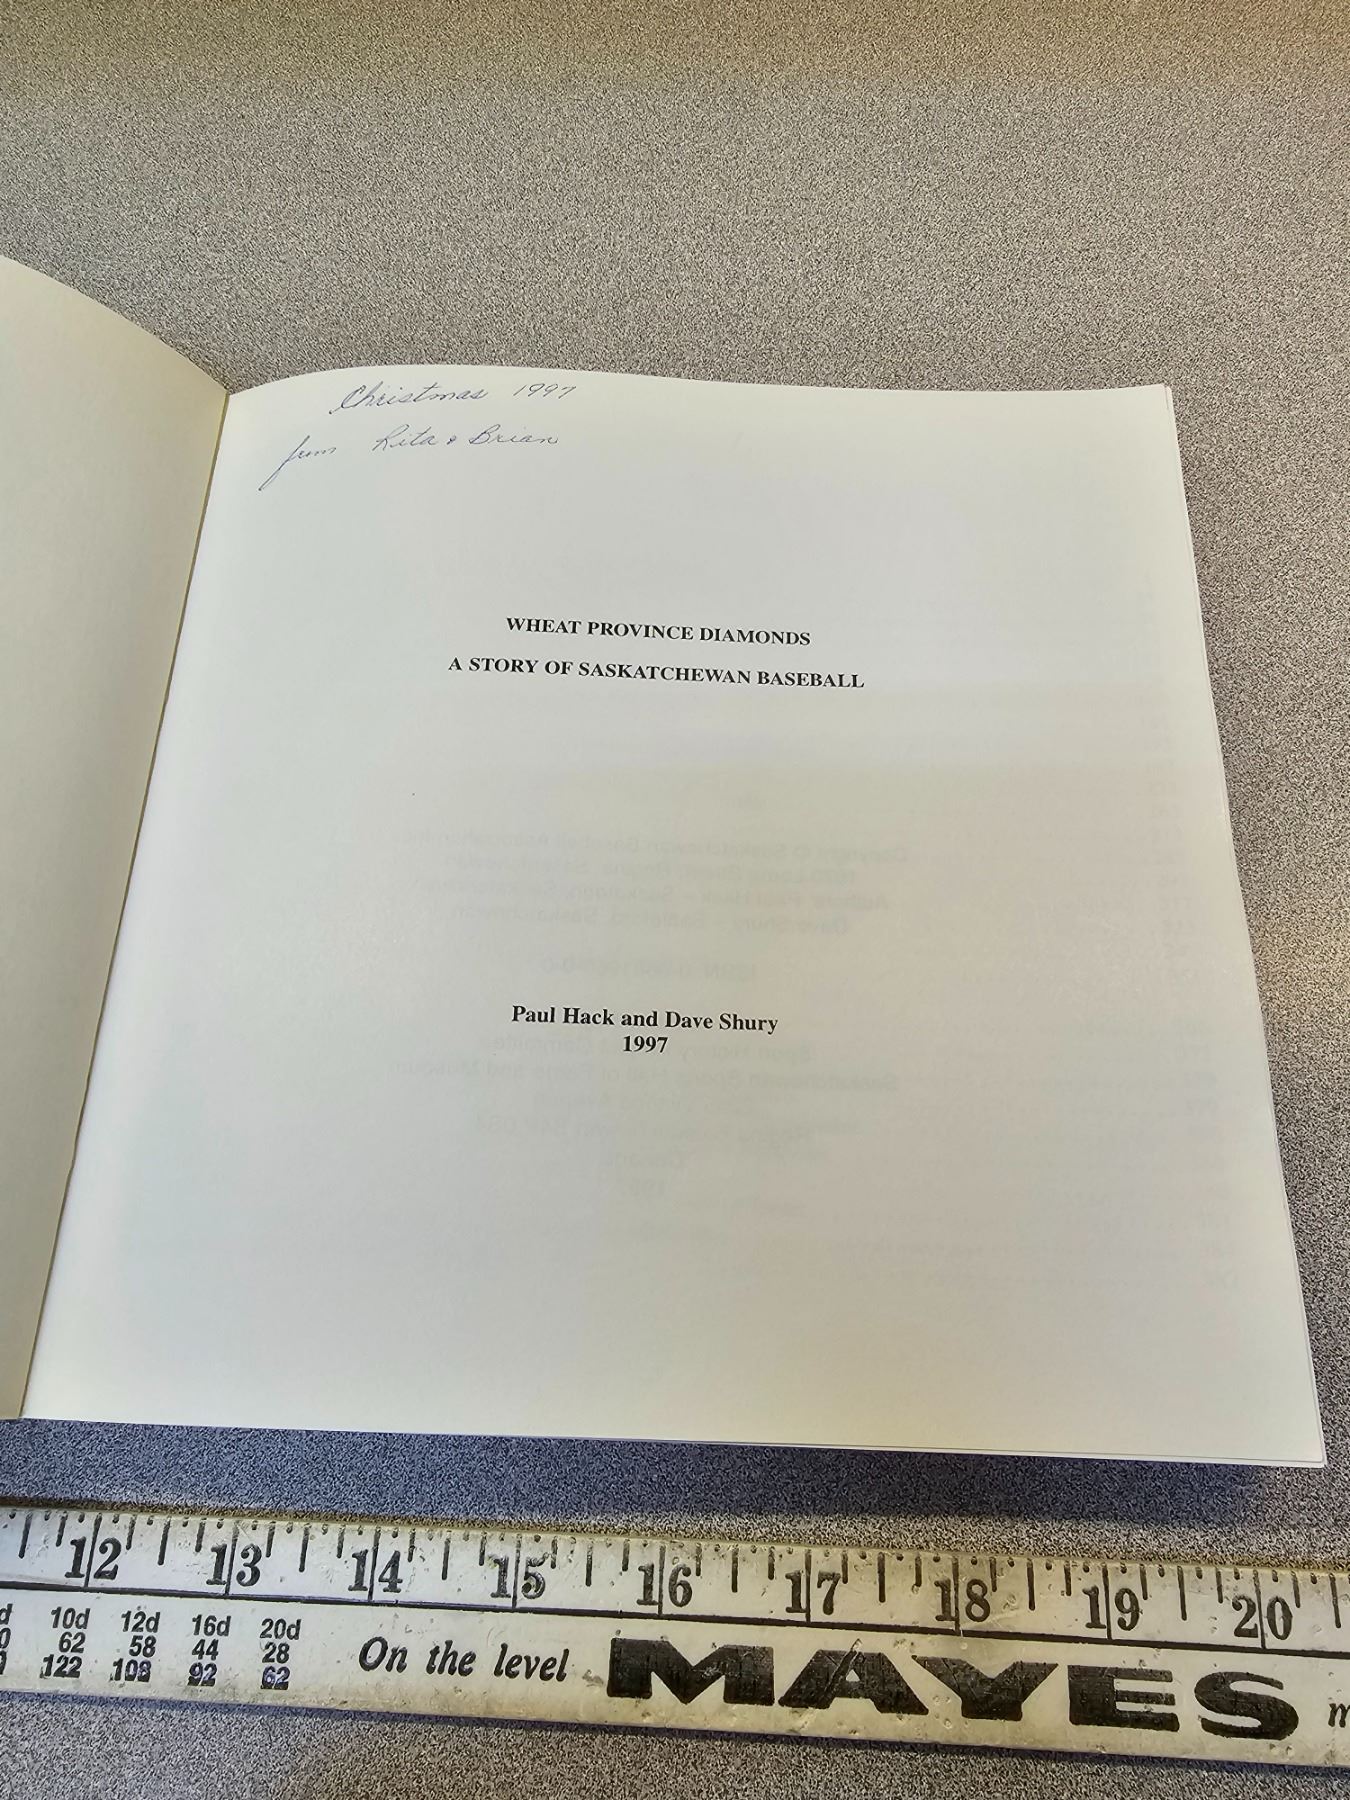 Christmas 1997
from Rita & Brian
WHEAT PROVINCE DIAMONDS
A STORY OF SASKATCHEWAN BASEBALL
Paul Hack and Dave Shury
1997
12 13 14 15 16 17 18 19 20
10d 12d 16d 20d
62 58 44 28
122 108 92 62
On the level MAYES